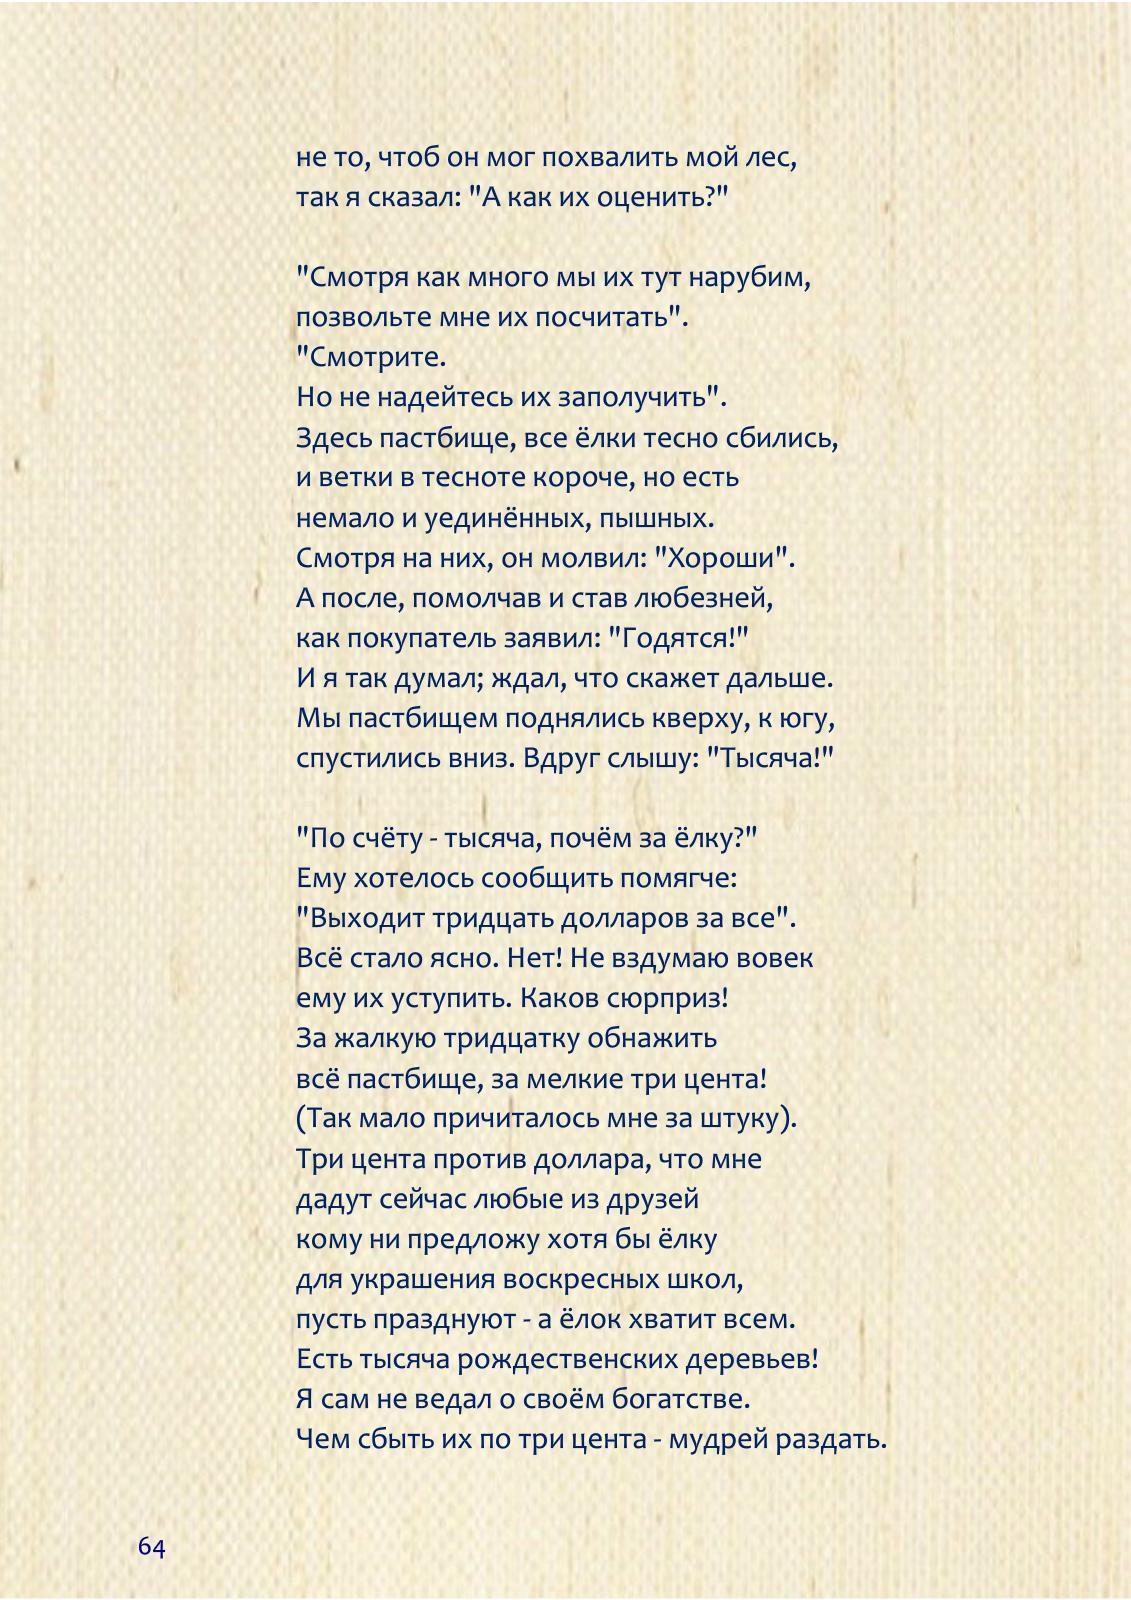 не то, чтоб он мог похвалить мой лес,
так я сказал: "А как их оценить?"

"Смотря как много мы их тут нарубим,
позвольте мне их посчитать".
"Смотрите.
Но не надейтесь их заполучить".
Здесь пастбище, все ёлки тесно сбились,
и ветки в тесноте короче, но есть
немало и уединённых, пышных.
Смотря на них, он молвил: "Хороши".
А после, помолчав и став любезней,
как покупатель заявил: "Годятся!"
И я так думал; ждал, что скажет дальше.
Мы пастбищем поднялись кверху, к югу,
спустились вниз. Вдруг слышу: "Тысяча!"

"По счёту - тысяча, почём за ёлку?"
Ему хотелось сообщить помягче:
"Выходит тридцать долларов за все".
Всё стало ясно. Нет! Не вздумаю вовек
ему их уступить. Каков сюрприз!
За жалкую тридцатку обнажить
всё пастбище, за мелкие три цента!
(Так мало причиталось мне за штуку).
Три цента против доллара, что мне
дадут сейчас любые из друзей
кому ни предложу хотя бы ёлку
для украшения воскресных школ,
пусть празднуют - а ёлок хватит всем.
Есть тысяча рождественских деревьев!
Я сам не ведал о своём богатстве.
Чем сбыть их по три цента - мудрей раздать.

64